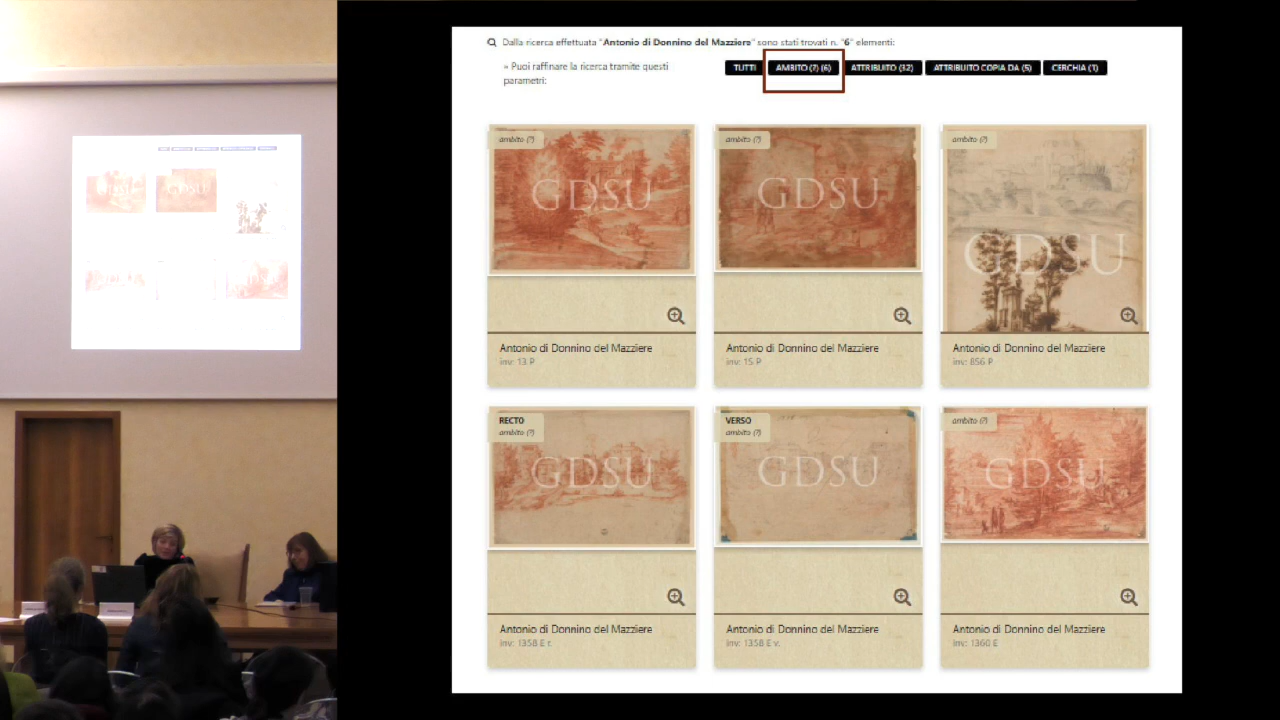 Dalla ricerca effettuata "Antonio di Donnino del Mazziere" sono stati trovati n. "6" elementi:
» Puoi raffinare la ricerca tramite questi
parametri:
TUTTI AMBITO (?) (6) ATTRIBUITO (32) ATTRIBUITO COPIA DA (5) CERCHIA (1)
ambito (?)
GDSU
Antonio di Donnino del Mazziere
inv: 13 P
ambito (?)
GDSU
Antonio di Donnino del Mazziere
inv: 15 P
ambito (?)
GDSU
Antonio di Donnino del Mazziere
inv: 856 P
RECTO
ambito (?)
GDSU
Antonio di Donnino del Mazziere
inv: 1358 E r.
VERSO
ambito (?)
GDSU
Antonio di Donnino del Mazziere
inv: 1358 E v.
ambito (?)
GDSU
Antonio di Donnino del Mazziere
inv: 1360 E